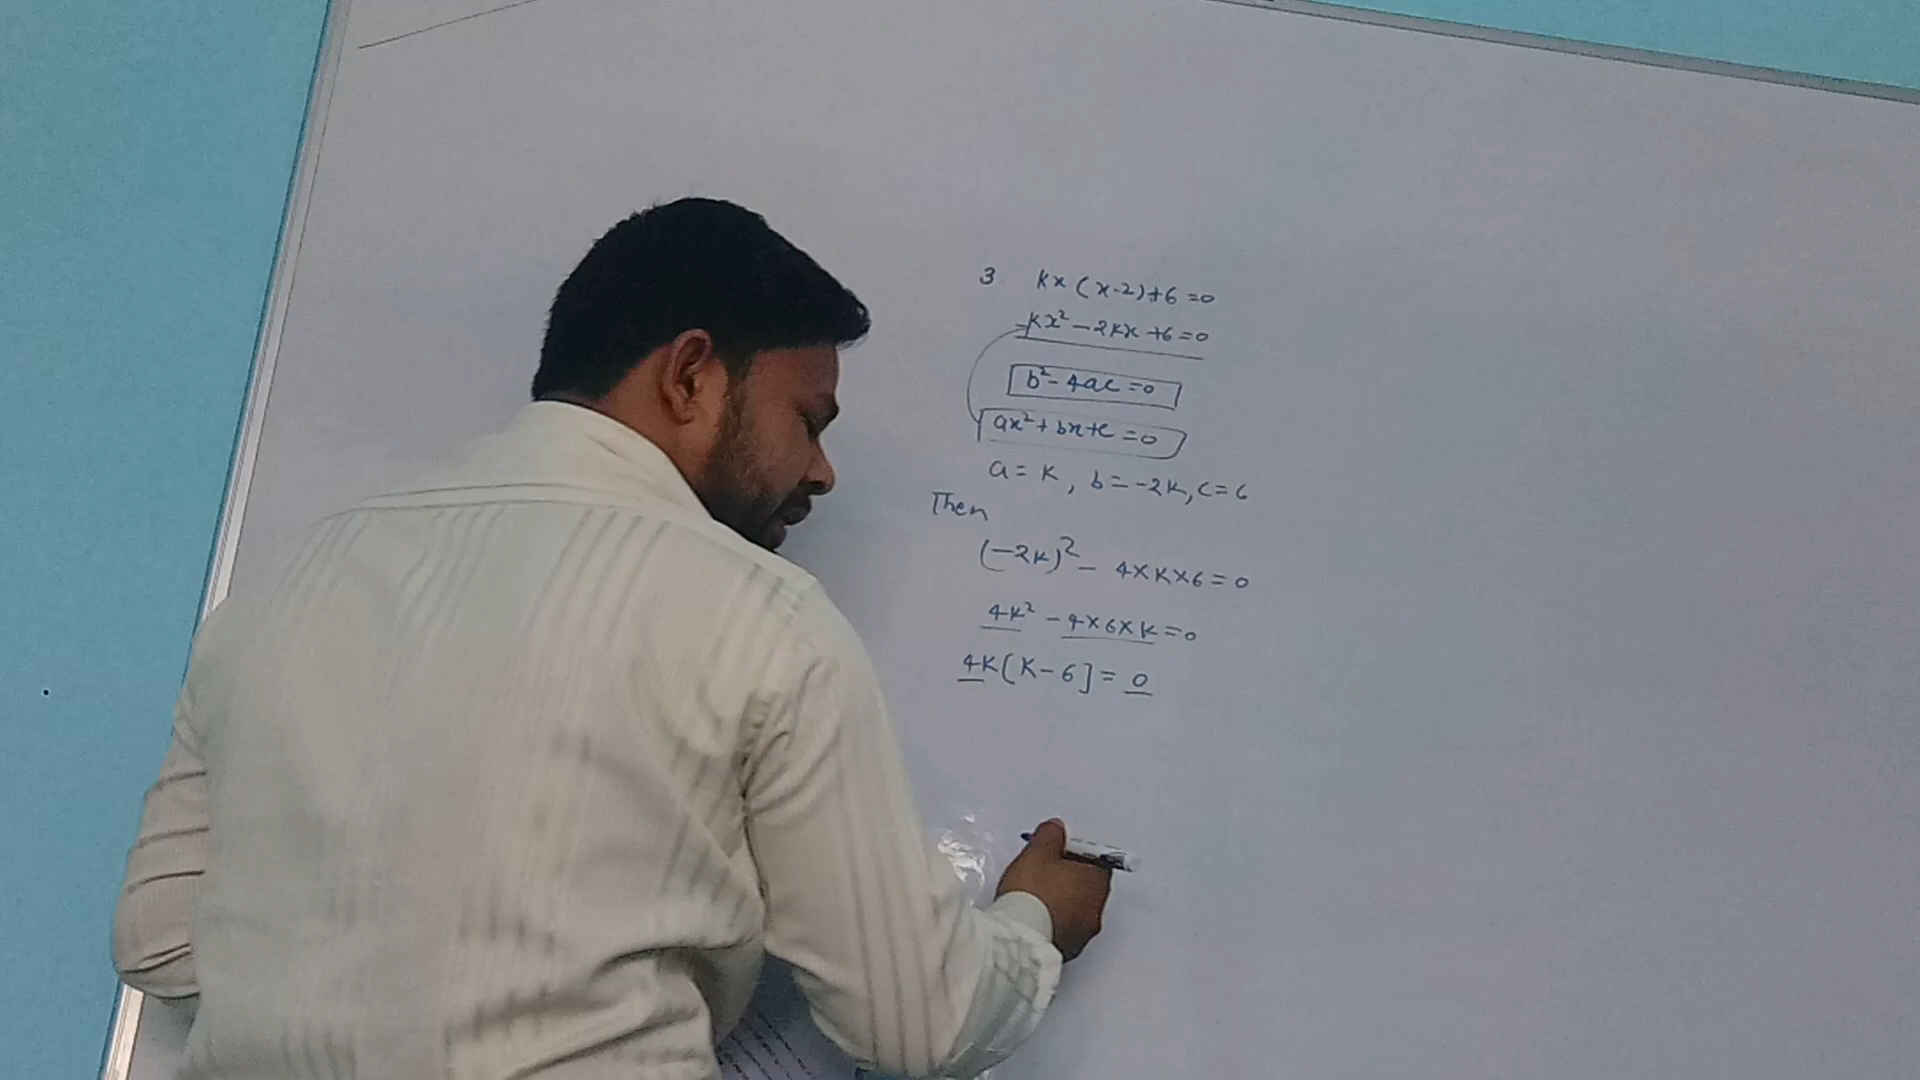 3 kx (x-2)+6=0
kx² - 2kx + 6 = 0
b² - 4ac = 0
ax² + bx + c = 0
a = k, b = -2k, c = 6
Then
(-2k)² - 4×k×6 = 0
4k² - 4×6×k = 0
4k[k-6] = 0